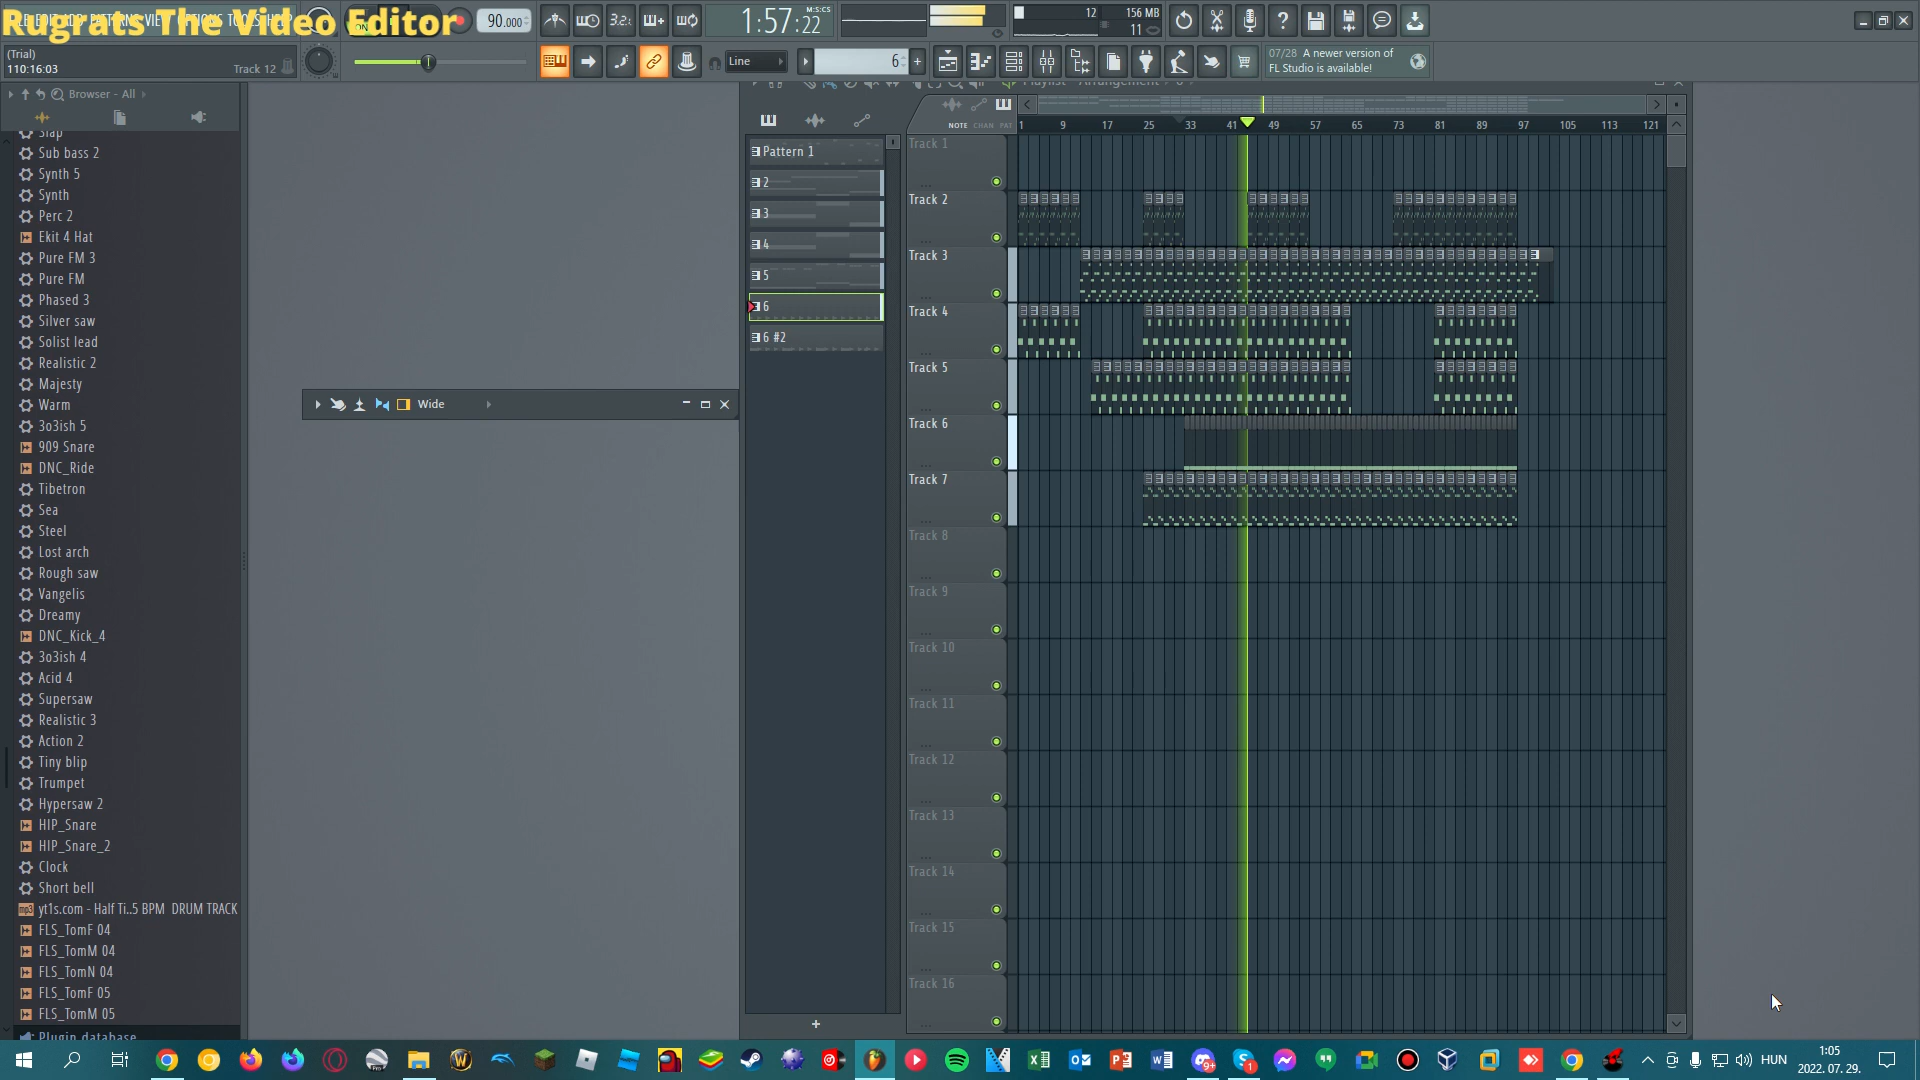 Rugrats The Video Editor
90.000
3.2.
1:57:22
M:S:CS
12
156 MB
11
(Trial)
110:16:03
Track 12
Line
6
07/28 A newer version of
FL Studio is available!
Browser - All
Slap
Sub bass 2
Synth 5
Synth
Perc 2
Ekit 4 Hat
Pure FM 3
Pure FM
Phased 3
Silver saw
Solist lead
Realistic 2
Majesty
Warm
3o3ish 5
909 Snare
DNC_Ride
Tibetron
Sea
Steel
Lost arch
Rough saw
Vangelis
Dreamy
DNC_Kick_4
3o3ish 4
Acid 4
Supersaw
Realistic 3
Action 2
Tiny blip
Trumpet
Hypersaw 2
HIP_Snare
HIP_Snare_2
Clock
Short bell
yt1s.com - Half Ti..5 BPM DRUM TRACK
FLS_TomF 04
FLS_TomM 04
FLS_TomN 04
FLS_TomF 05
FLS_TomM 05
Plugin database
Wide
Pattern 1
2
3
4
5
6
6 #2
NOTE CHAN PAT
1 9 17 25 33 41 49 57 65 73 81 89 97 105 113 121
Track 1
Track 2
Track 3
Track 4
Track 5
Track 6
Track 7
Track 8
Track 9
Track 10
Track 11
Track 12
Track 13
Track 14
Track 15
Track 16
HUN
1:05
2022. 07. 29.